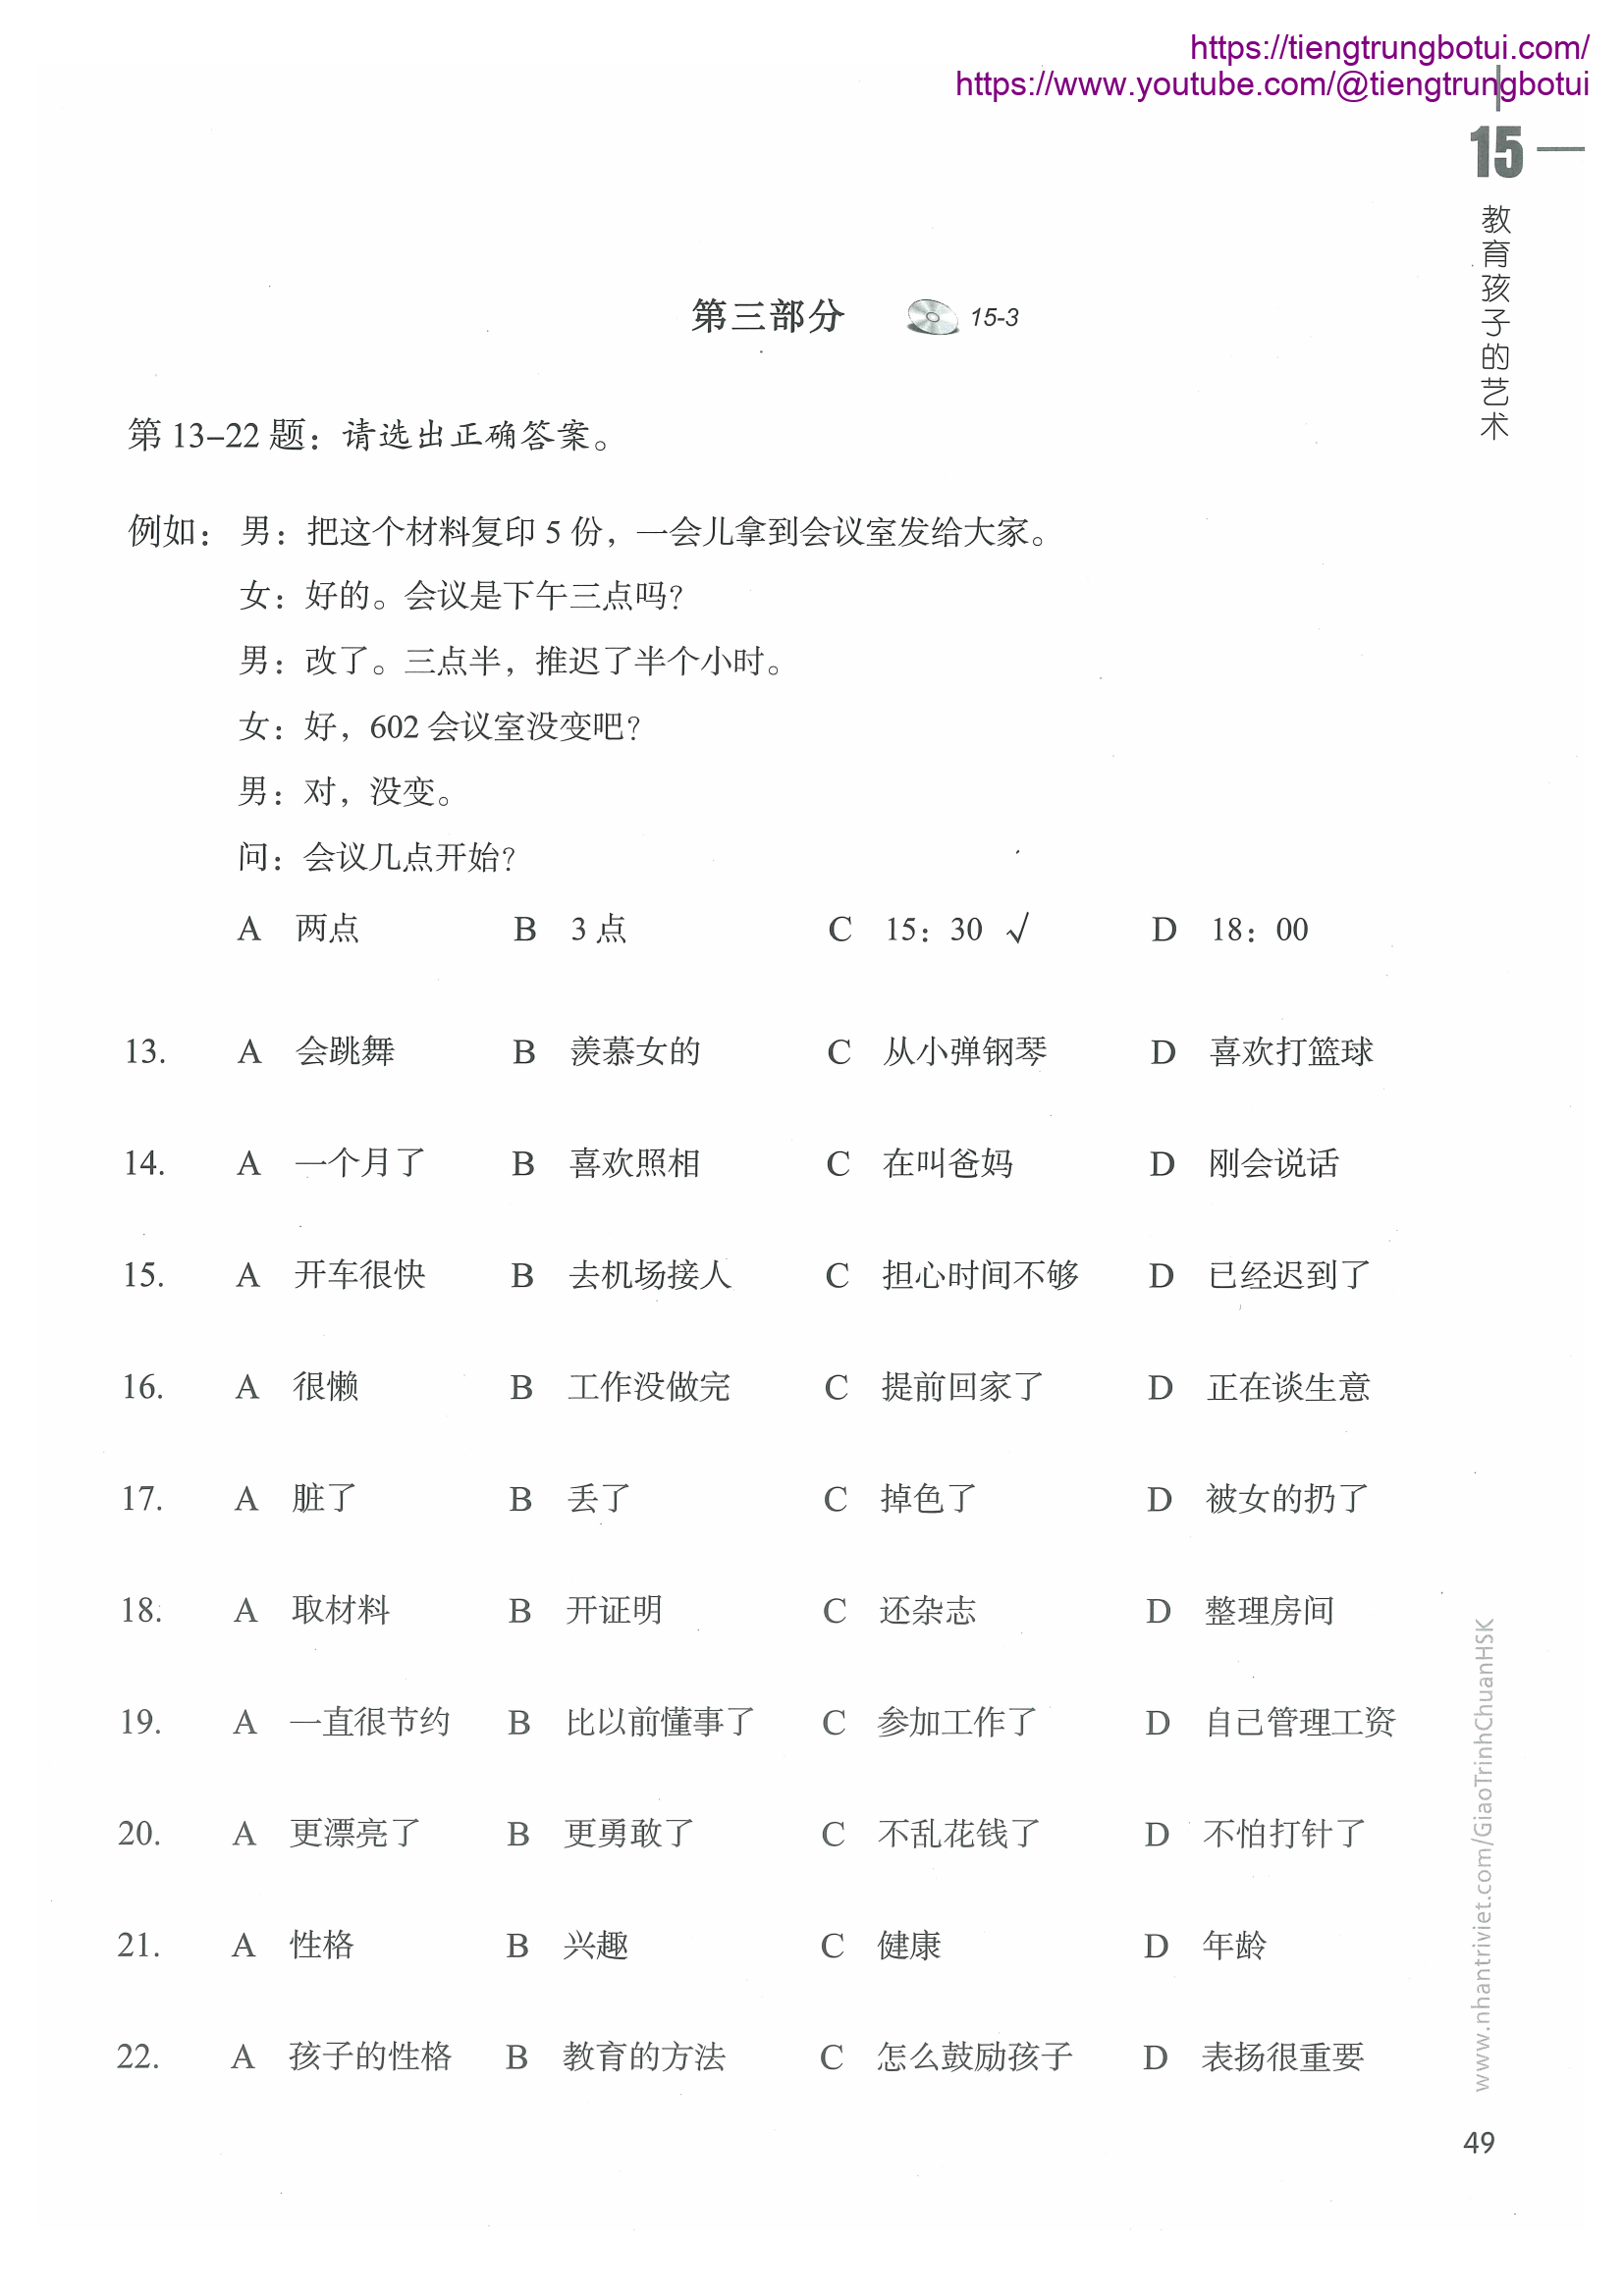 https://tiengtrungbotui.com/
https://www.youtube.com/@tiengtrungbotui
15
教育孩子的艺术
第三部分 15-3
第 13–22 题：请选出正确答案。
例如： 男：把这个材料复印 5 份，一会儿拿到会议室发给大家。
女：好的。会议是下午三点吗？
男：改了。三点半，推迟了半个小时。
女：好，602 会议室没变吧？
男：对，没变。
问：会议几点开始？
A 两点 B 3 点 C 15：30 √ D 18：00
13. A 会跳舞 B 羡慕女的 C 从小弹钢琴 D 喜欢打篮球
14. A 一个月了 B 喜欢照相 C 在叫爸妈 D 刚会说话
15. A 开车很快 B 去机场接人 C 担心时间不够 D 已经迟到了
16. A 很懒 B 工作没做完 C 提前回家了 D 正在谈生意
17. A 脏了 B 丢了 C 掉色了 D 被女的扔了
18. A 取材料 B 开证明 C 还杂志 D 整理房间
19. A 一直很节约 B 比以前懂事了 C 参加工作了 D 自己管理工资
20. A 更漂亮了 B 更勇敢了 C 不乱花钱了 D 不怕打针了
21. A 性格 B 兴趣 C 健康 D 年龄
22. A 孩子的性格 B 教育的方法 C 怎么鼓励孩子 D 表扬很重要
www.nhantriviet.com/GiaoTrinhChuanHSK
49